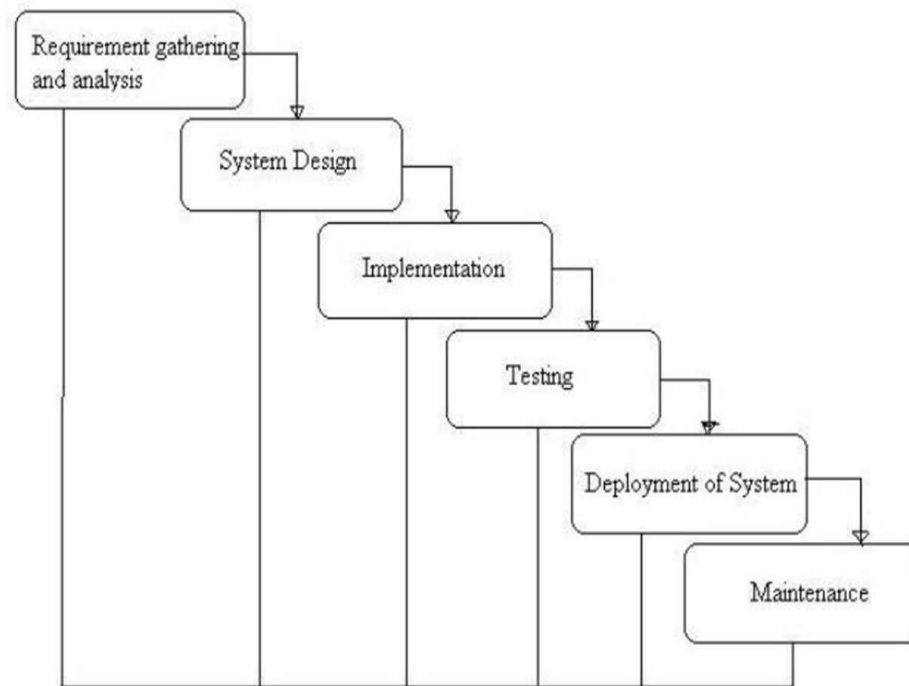 Requirement gathering
and analysis
System Design
Implementation
Testing
Deployment of System
Maintenance